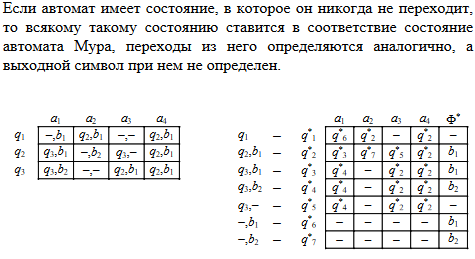 Если автомат имеет состояние, в которое он никогда не переходит,
то всякому такому состоянию ставится в соответствие состояние
автомата Мура, переходы из него определяются аналогично, а
выходной символ при нем не определен.
a1 a2 a3 a4
q1 –,b1 q2,b1 –,– q2,b1
q2 q3,b1 –,b2 q3,– q2,b1
q3 q3,b2 –,– q2,b1 q2,b1
a1 a2 a3 a4 Ф*
q1 – q*1 q*6 q*2 – q*2 –
q2,b1 – q*2 q*3 q*7 q*5 q*2 b1
q3,b1 – q*3 q*4 – q*2 q*2 b1
q3,b2 – q*4 q*4 – q*2 q*2 b2
q3,– – q*5 q*4 – q*2 q*2 –
–,b1 – q*6 – – – – b1
–,b2 – q*7 – – – – b2